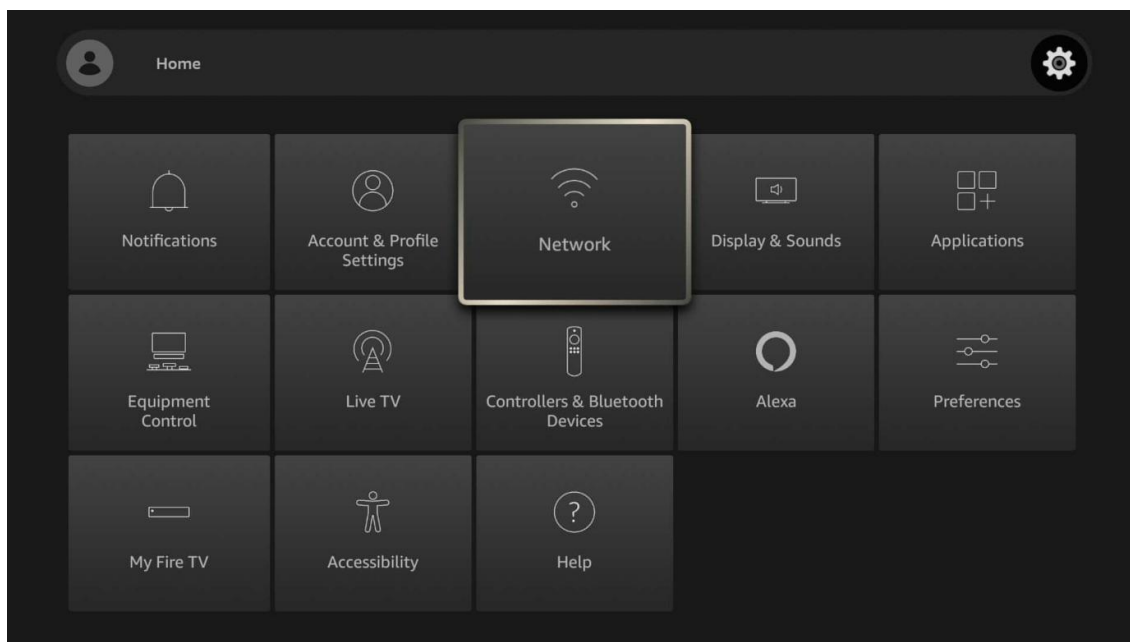 Home
Notifications
Account & Profile
Settings
Network
Display & Sounds
Applications
Equipment
Control
Live TV
Controllers & Bluetooth
Devices
Alexa
Preferences
My Fire TV
Accessibility
Help